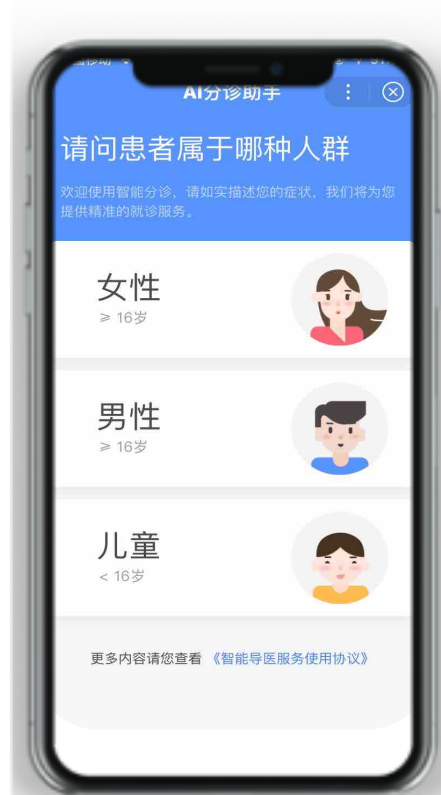 AI分诊助手
请问患者属于哪种人群
欢迎使用智能分诊，请如实描述您的症状，我们将为您
提供精准的就诊服务。
女性
≥ 16岁
男性
≥ 16岁
儿童
< 16岁
更多内容请您查看 《智能导医服务使用协议》